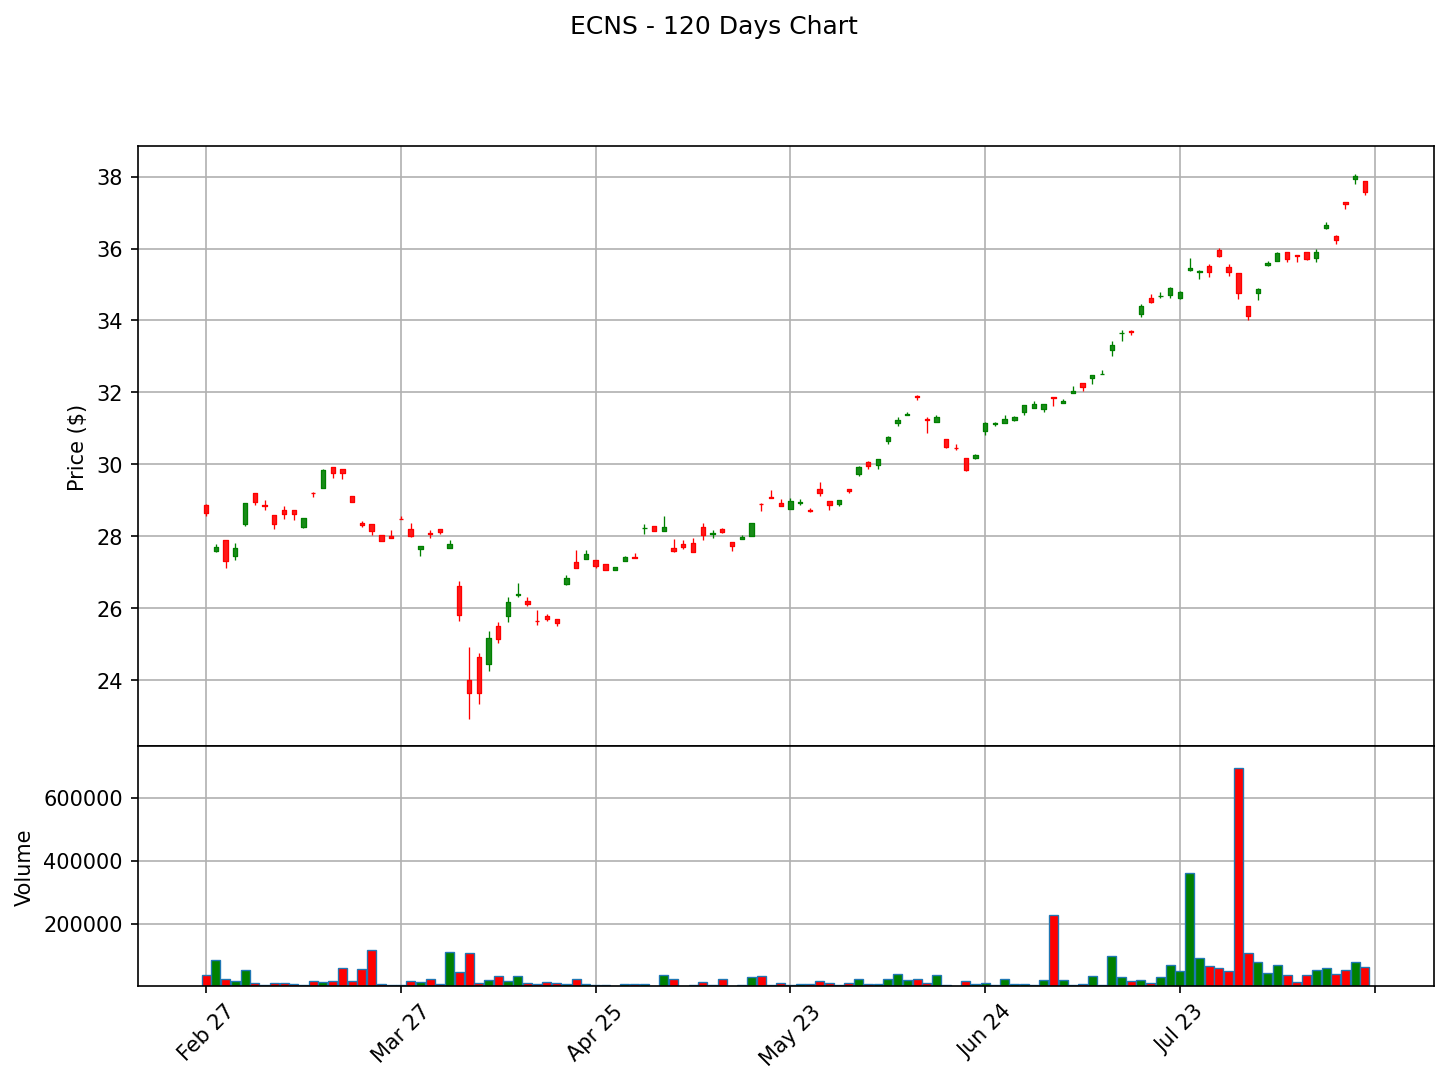 ECNS - 120 Days Chart
Price ($)
38
36
34
32
30
28
26
24
Volume
600000
400000
200000
Feb 27
Mar 27
Apr 25
May 23
Jun 24
Jul 23